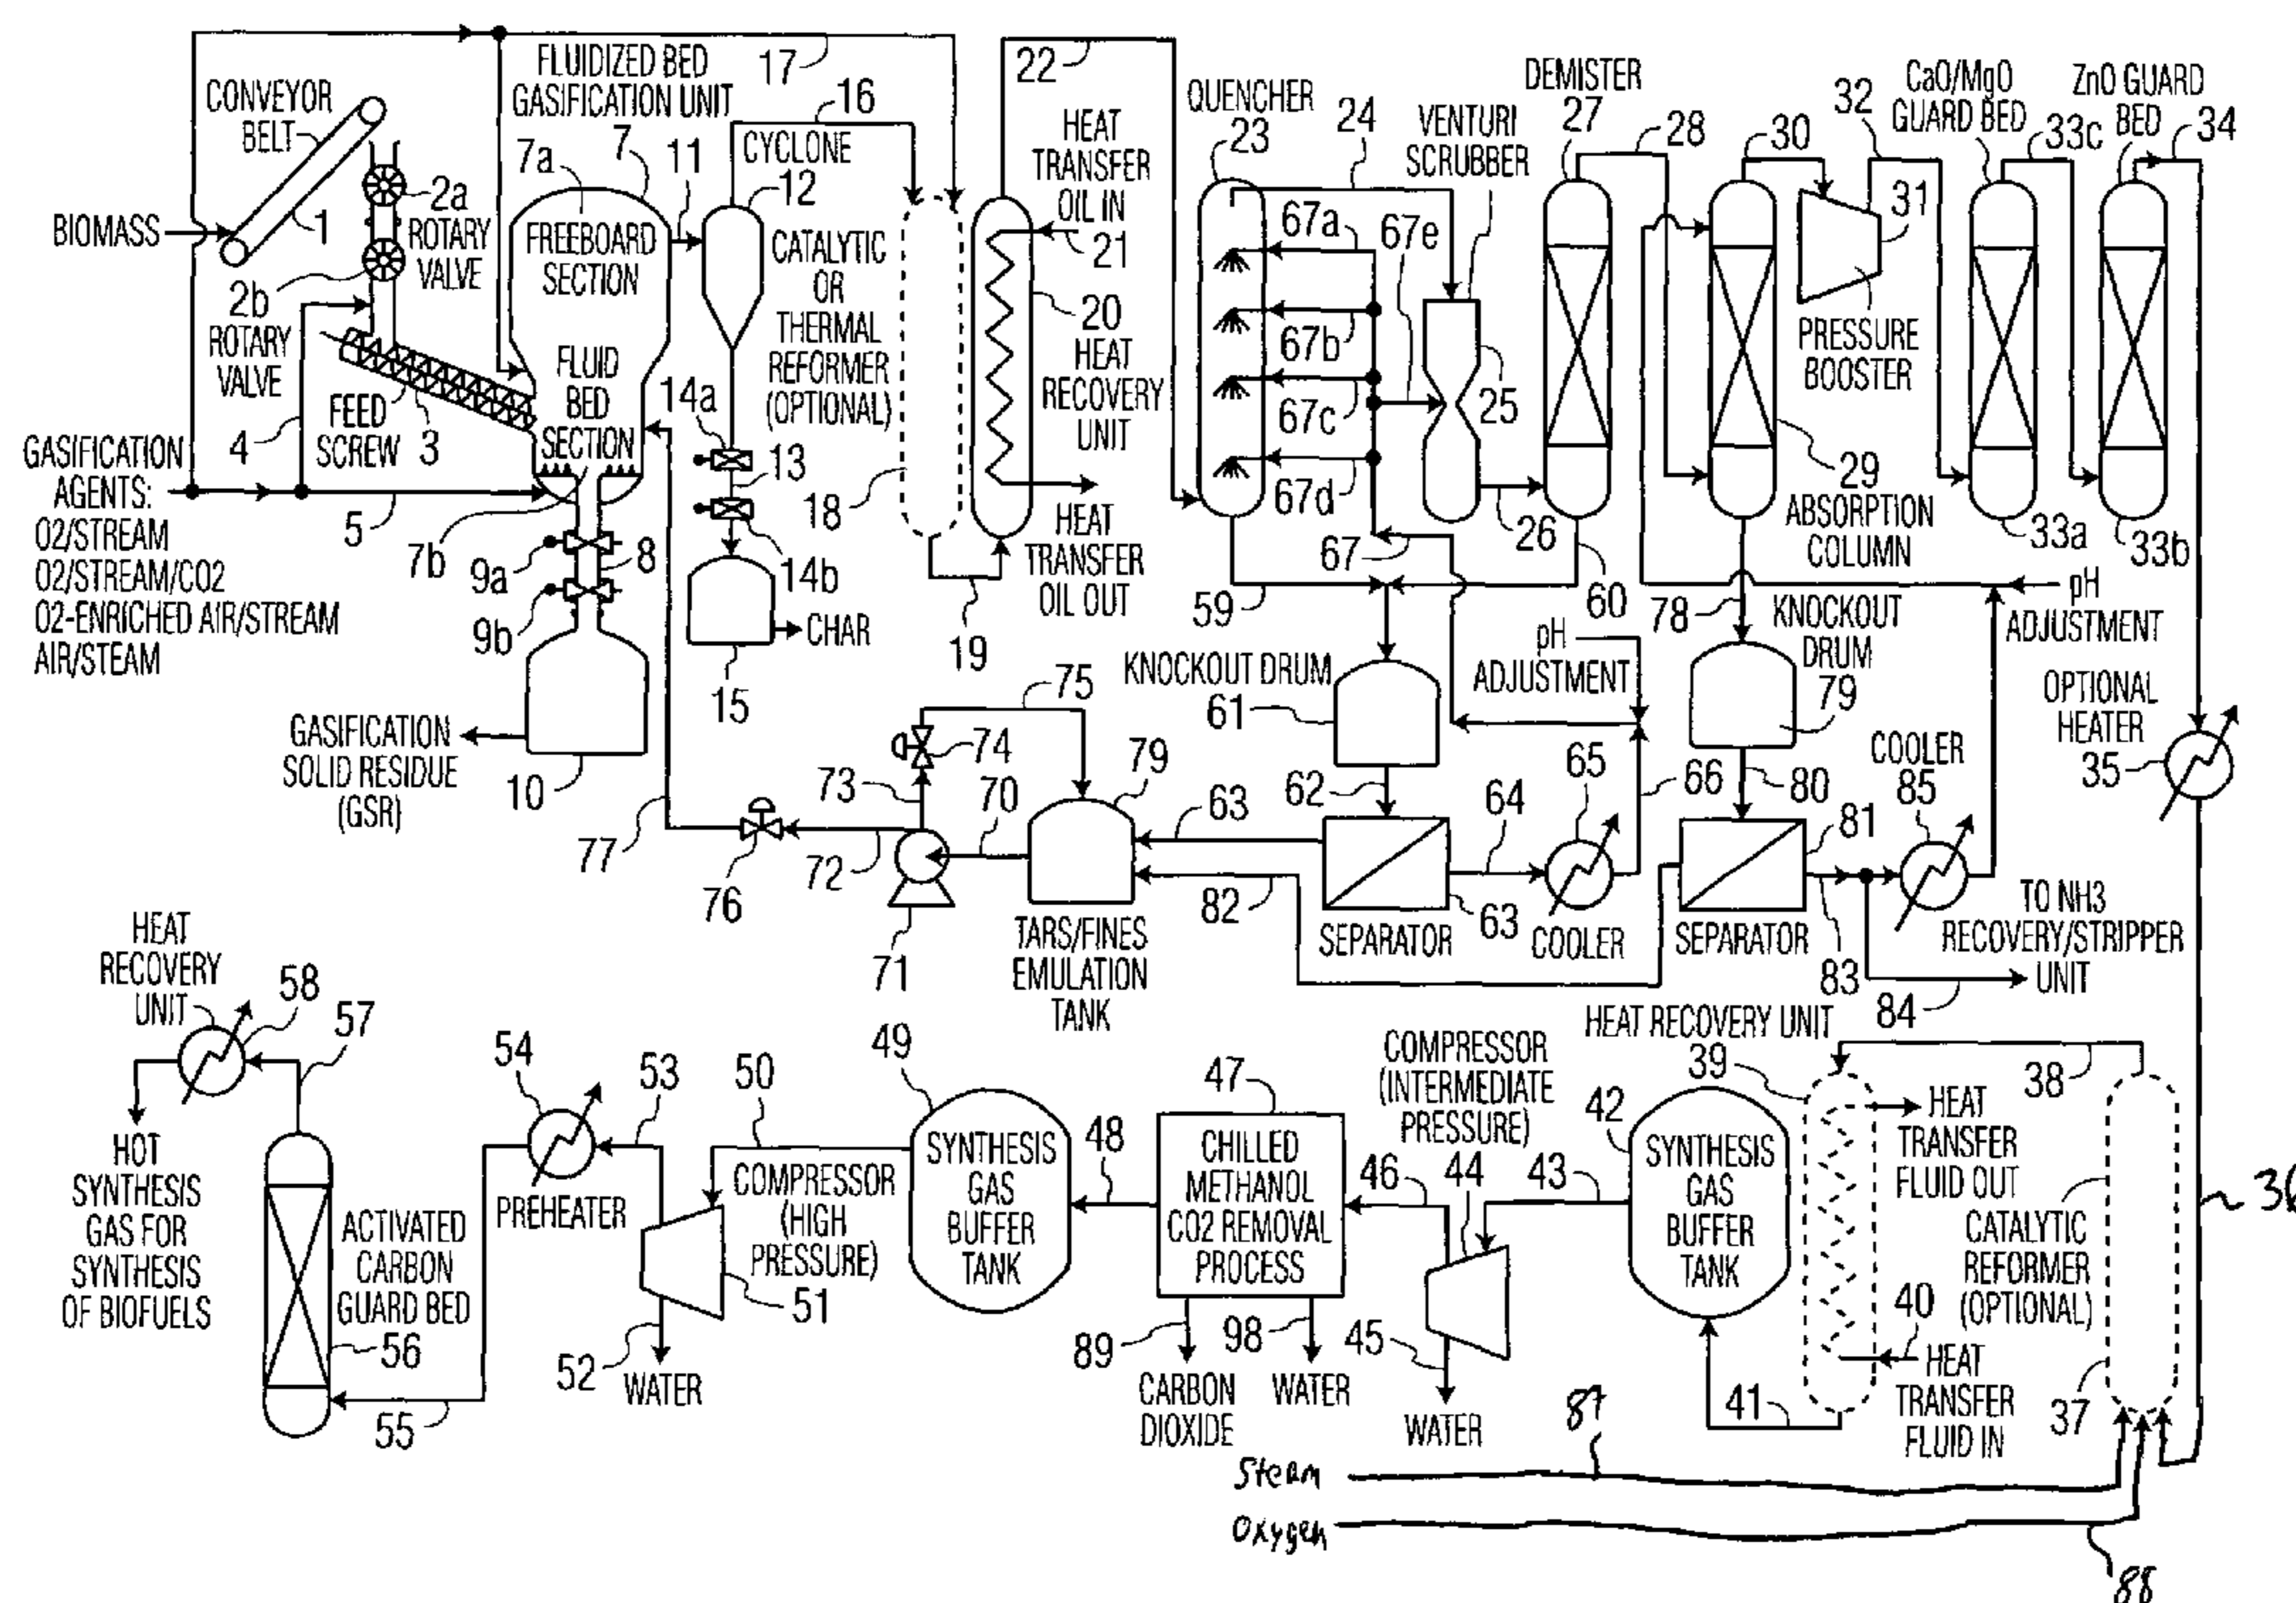 CONVEYOR
BELT
1
BIOMASS
2a
ROTARY
VALVE
2b
ROTARY
VALVE
4
FEED
SCREW
3
GASIFICATION
AGENTS:
O2/STREAM
O2/STREAM/CO2
O2-ENRICHED AIR/STREAM
AIR/STEAM
5
FLUIDIZED BED
GASIFICATION UNIT
7a
7
FREEBOARD
SECTION
FLUID
BED
SECTION
7b
9a
8
9b
GASIFICATION
SOLID RESIDUE
(GSR)
10
11
16
17
CYCLONE
12
14a
13
14b
CHAR
15
CATALYTIC
OR
THERMAL
REFORMER
(OPTIONAL)
18
19
22
HEAT
TRANSFER
OIL IN
21
20
HEAT
RECOVERY
UNIT
HEAT
TRANSFER
OIL OUT
QUENCHER
23
24
67a
67b
67c
67d
67e
67
VENTURI
SCRUBBER
25
26
DEMISTER
27
28
30
31
PRESSURE
BOOSTER
29
ABSORPTION
COLUMN
32
CaO/MgO
GUARD BED
33c
33a
ZnO GUARD
BED
34
33b
59
60
78
pH
ADJUSTMENT
KNOCKOUT
DRUM
79
pH
ADJUSTMENT
KNOCKOUT DRUM
61
62
65
66
80
COOLER
85
OPTIONAL
HEATER
35
75
74
73
70
79
63
64
81
77
76
72
71
82
TARS/FINES
EMULATION
TANK
SEPARATOR
63
COOLER
SEPARATOR
83
TO NH3
RECOVERY/STRIPPER
UNIT
84
HEAT
RECOVERY
UNIT
58
57
HOT
SYNTHESIS
GAS FOR
SYNTHESIS
OF BIOFUELS
ACTIVATED
CARBON
GUARD BED
56
55
54
53
PREHEATER
50
COMPRESSOR
(HIGH
PRESSURE)
51
52
WATER
49
SYNTHESIS
GAS
BUFFER
TANK
48
47
CHILLED
METHANOL
CO2 REMOVAL
PROCESS
89
98
CARBON
DIOXIDE
WATER
COMPRESSOR
(INTERMEDIATE
PRESSURE)
46
44
43
45
WATER
42
SYNTHESIS
GAS
BUFFER
TANK
41
HEAT RECOVERY UNIT
39
38
HEAT
TRANSFER
FLUID OUT
CATALYTIC
REFORMER
(OPTIONAL)
40
HEAT
TRANSFER
FLUID IN
37
36
87
Steam
Oxygen
88